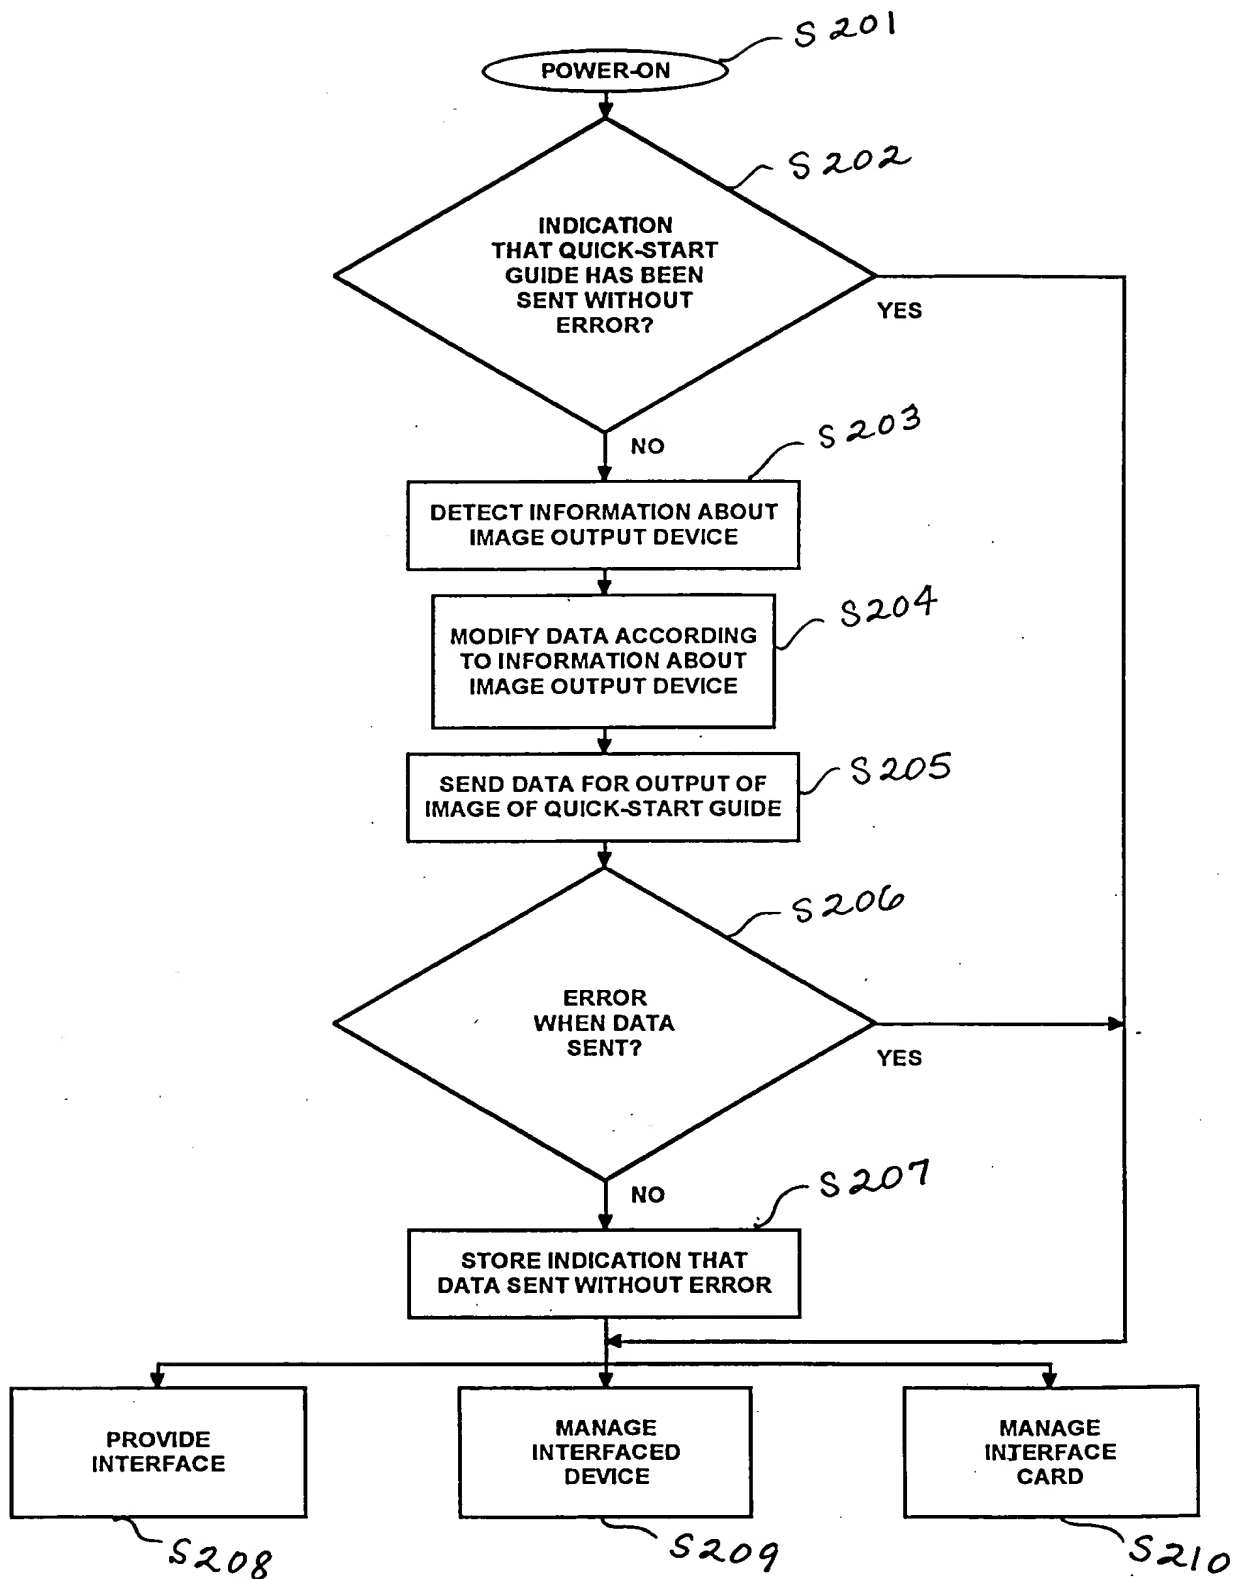 S201
POWER-ON
S202
INDICATION
THAT QUICK-START
GUIDE HAS BEEN
SENT WITHOUT
ERROR?
YES
NO
S203
DETECT INFORMATION ABOUT
IMAGE OUTPUT DEVICE
S204
MODIFY DATA ACCORDING
TO INFORMATION ABOUT
IMAGE OUTPUT DEVICE
S205
SEND DATA FOR OUTPUT OF
IMAGE OF QUICK-START GUIDE
S206
ERROR
WHEN DATA
SENT?
YES
NO
S207
STORE INDICATION THAT
DATA SENT WITHOUT ERROR
PROVIDE
INTERFACE
MANAGE
INTERFACED
DEVICE
MANAGE
INTERFACE
CARD
S208
S209
S210